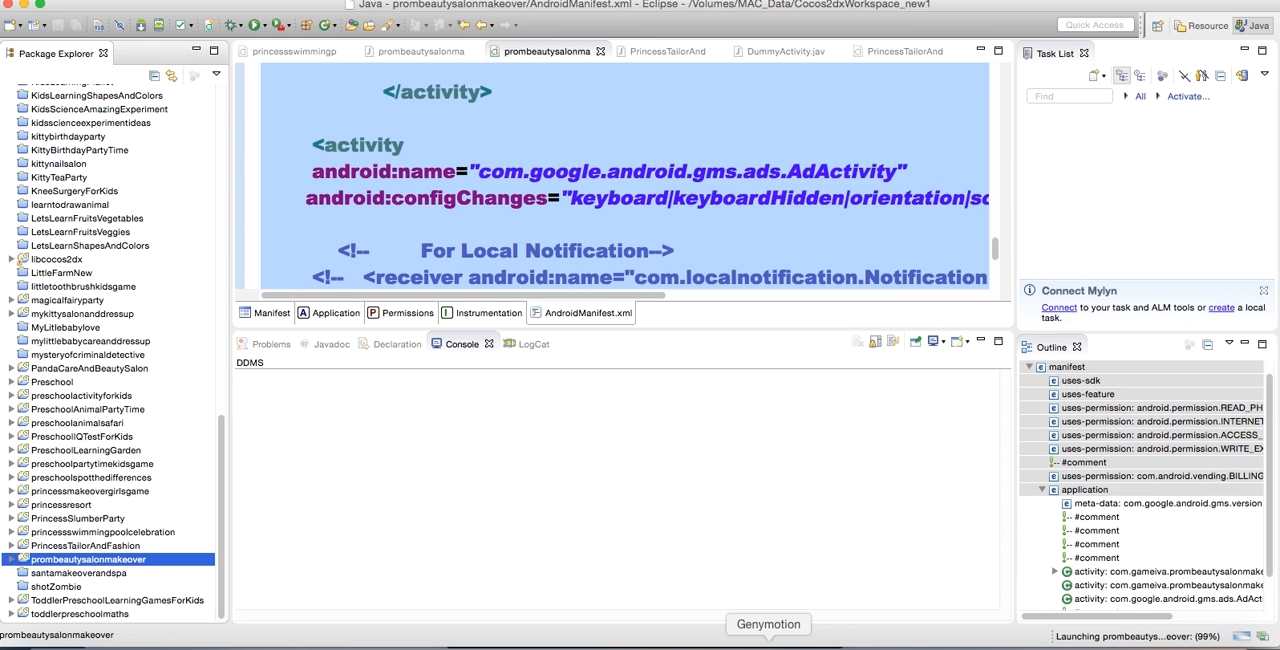 Java - prombeautysalonmakeover/AndroidManifest.xml - Eclipse - /Volumes/MAC_Data/Cocos2dxWorkspace_new1
Quick Access
Resource
Java
Package Explorer
KidsLearningShapesAndColors
KidsScienceAmazingExperiment
kidsscienceexperimentideas
kittybirthdayparty
KittyBirthdayPartyTime
kittynailsalon
KittyTeaParty
KneeSurgeryForKids
learntodrawanimal
LetsLearnFruitsVegetables
LetsLearnFruitsVeggies
LetsLearnShapesAndColors
libcocos2dx
LittleFarmNew
littletoothbrushkidsgame
magicalfairyparty
mykittysalonanddressup
MyLitlebabylove
mylittlebabycareanddressup
mysteryofcriminaldetective
PandaCareAndBeautySalon
Preschool
preschoolactivityforkids
PreschoolAnimalPartyTime
preschoolanimalsafari
PreschoolIQTestForKids
PreschoolLearningGarden
preschoolpartytimekidsgame
preschoolspotthedifferences
princessmakeovergirlsgame
princessresort
PrincessSlumberParty
princessswimmingpoolcelebration
PrincessTailorAndFashion
prombeautysalonmakeover
santamakeoverandspa
shotZombie
ToddlerPreschoolLearningGamesForKids
toddlerpreschoolmaths
princessswimmingp
prombeautysalonma
prombeautysalonma
PrincessTailorAnd
DummyActivity.jav
PrincessTailorAnd
</activity>
<activity
android:name="com.google.android.gms.ads.AdActivity"
android:configChanges="keyboard|keyboardHidden|orientation|sc
<!-- For Local Notification-->
<!-- <receiver android:name="com.localnotification.Notification
Manifest
Application
Permissions
Instrumentation
AndroidManifest.xml
Problems
Javadoc
Declaration
Console
LogCat
DDMS
Task List
Find
All
Activate...
Connect Mylyn
Connect to your task and ALM tools or create a local
task.
Outline
manifest
uses-sdk
uses-feature
uses-permission: android.permission.READ_PH
uses-permission: android.permission.INTERNET
uses-permission: android.permission.ACCESS_
uses-permission: android.permission.WRITE_EX
#comment
uses-permission: com.android.vending.BILLING
application
meta-data: com.google.android.gms.version
#comment
#comment
#comment
#comment
activity: com.gameiva.prombeautysalonmake
activity: com.gameiva.prombeautysalonmake
activity: com.google.android.gms.ads.AdAct
Genymotion
prombeautysalonmakeover
Launching prombeautys...eover: (99%)